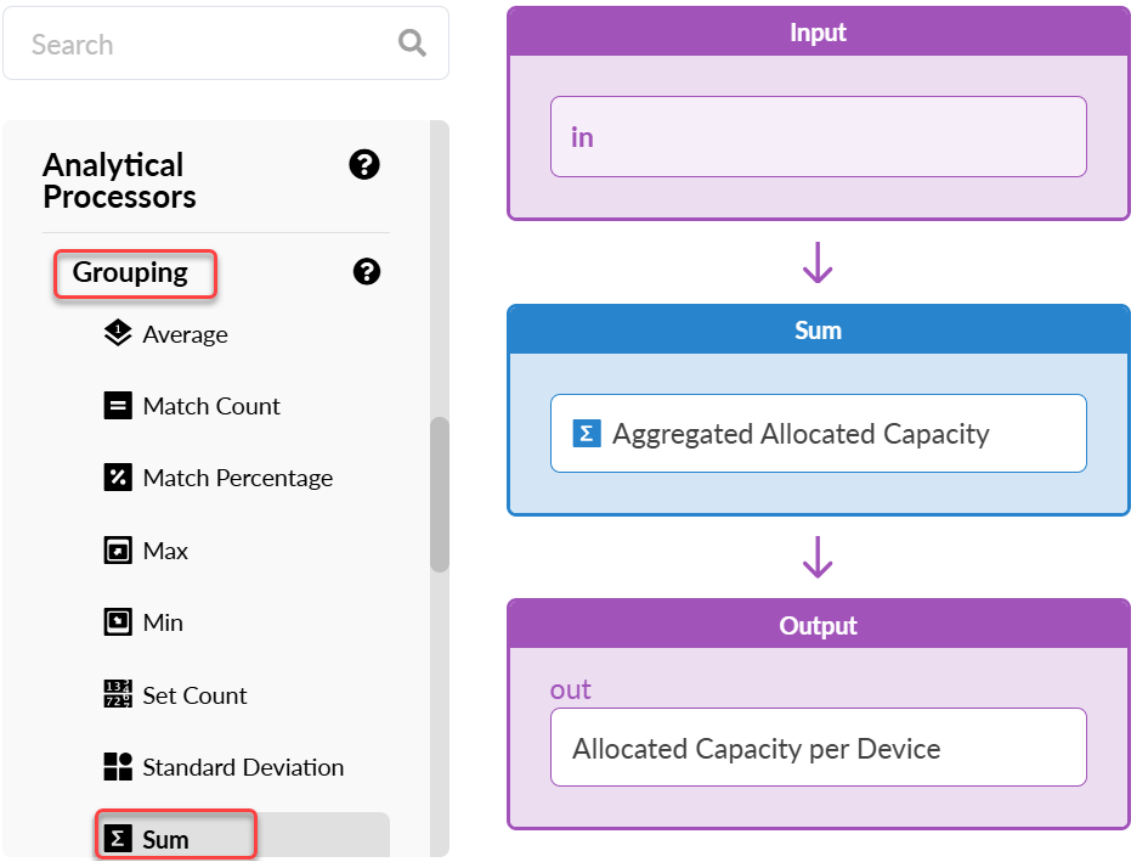 Search
Analytical
Processors
Grouping
Average
Match Count
Match Percentage
Max
Min
Set Count
Standard Deviation
Σ Sum
Input
in
Sum
Σ Aggregated Allocated Capacity
Output
out
Allocated Capacity per Device